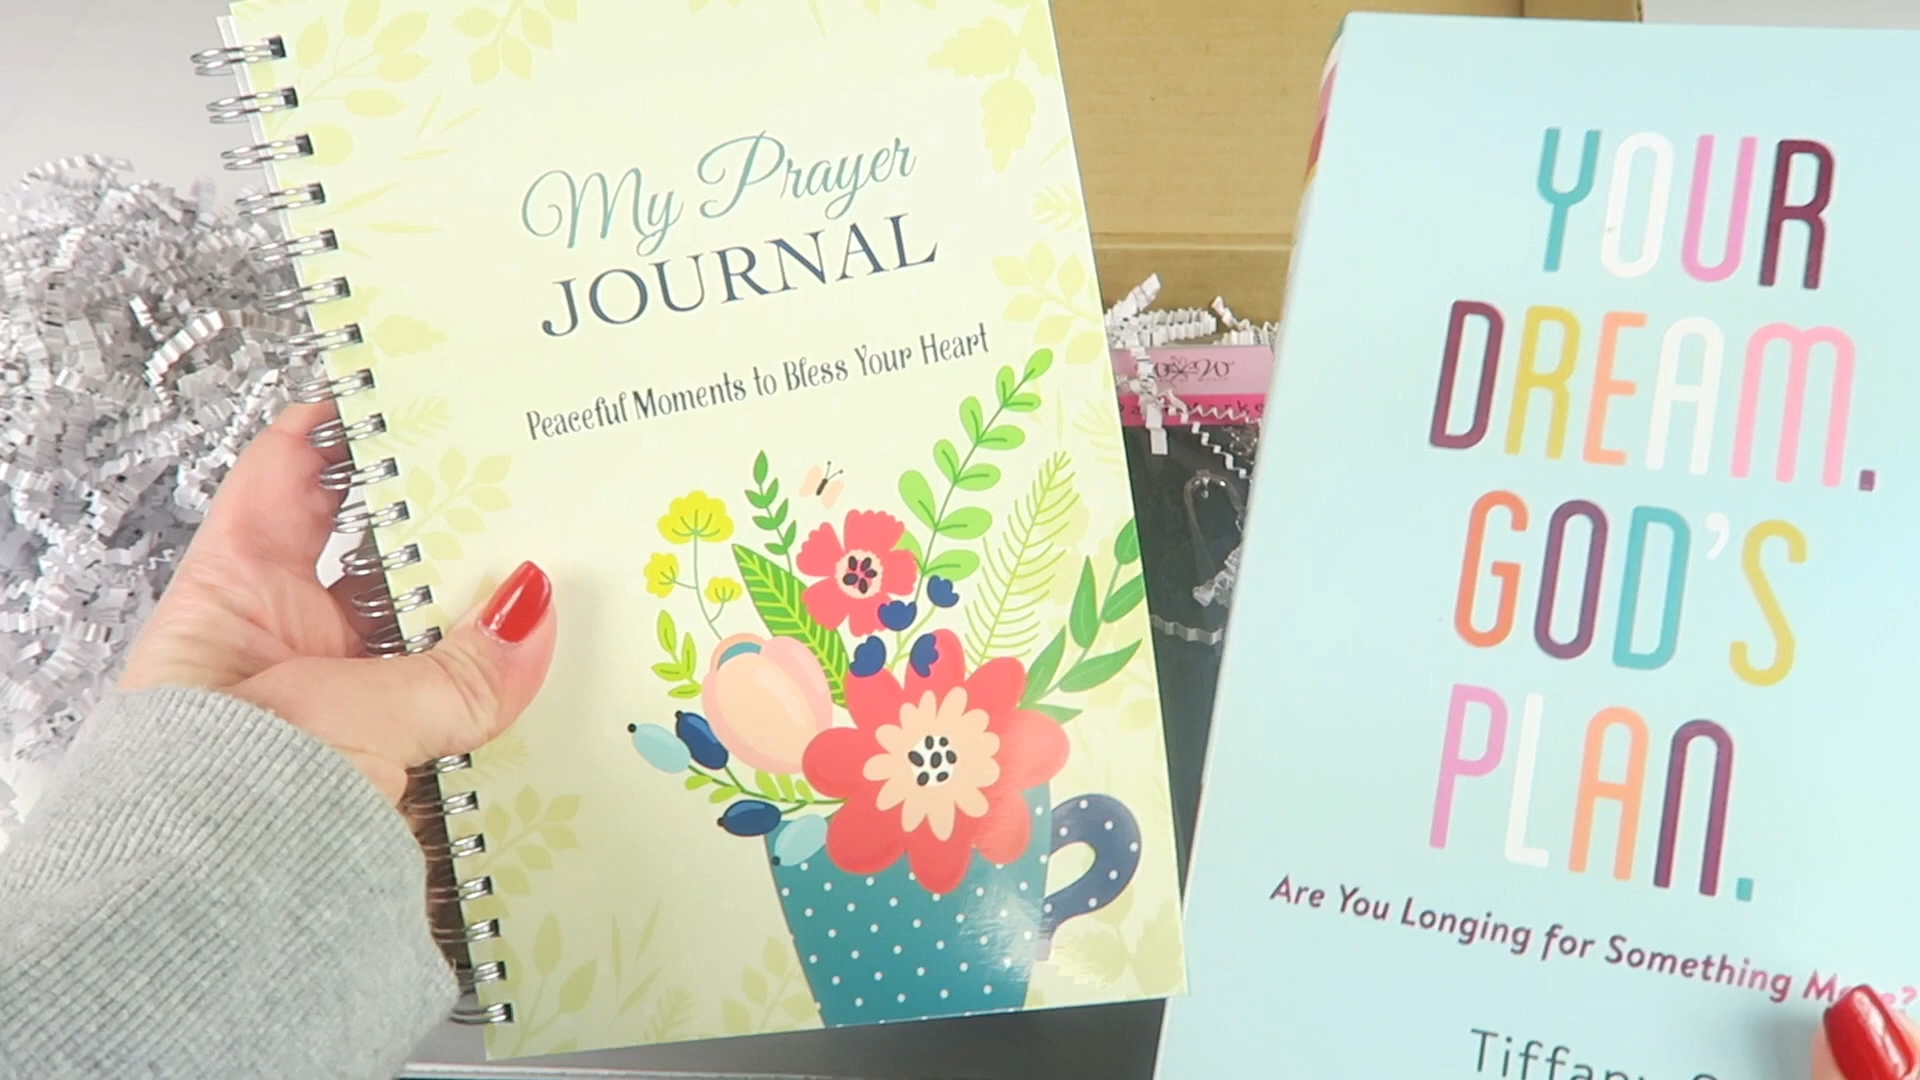 My Prayer
JOURNAL
Peaceful Moments to Bless Your Heart
YOUR
DREAM.
GOD'S
PLAN.
Are You Longing for Something